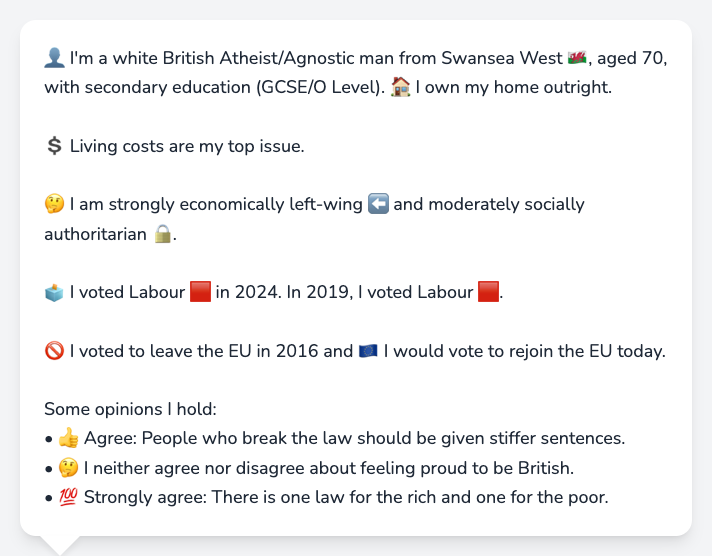 👤 I'm a white British Atheist/Agnostic man from Swansea West 🏴󠁧󠁢󠁷󠁬󠁳󠁿, aged 70,
with secondary education (GCSE/O Level). 🏠 I own my home outright.
💲 Living costs are my top issue.
🤔 I am strongly economically left-wing ⬅️ and moderately socially
authoritarian 🔒.
🗳️ I voted Labour 🟥 in 2024. In 2019, I voted Labour 🟥.
🚫 I voted to leave the EU in 2016 and 🇪🇺 I would vote to rejoin the EU today.
Some opinions I hold:
• 👍 Agree: People who break the law should be given stiffer sentences.
• 🤔 I neither agree nor disagree about feeling proud to be British.
• 💯 Strongly agree: There is one law for the rich and one for the poor.